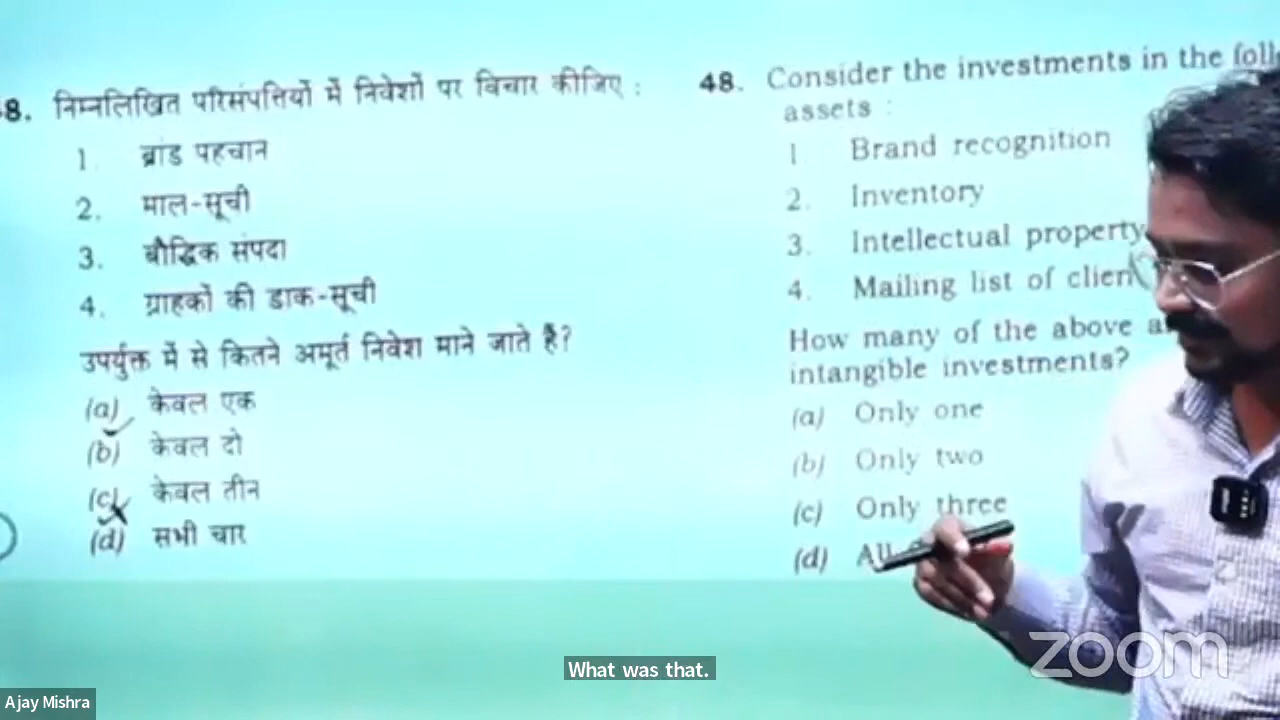 8. निम्नलिखित परिसंपत्तियों में निवेशों पर विचार कीजिए :
1. ब्रांड पहचान
2. माल-सूची
3. बौद्धिक संपदा
4. ग्राहकों की डाक-सूची
उपर्युक्त में से कितने अमूर्त निवेश माने जाते हैं?
(a) केवल एक
(b) केवल दो
(c) केवल तीन
(d) सभी चार
48. Consider the investments in the
assets :
1 Brand recognition
2. Inventory
3. Intellectual property
4. Mailing list of
How many of the above
intangible investments?
(a) Only one
(b) Only two
(c) Only three
(d) All
zoom
What was that.
Ajay Mishra